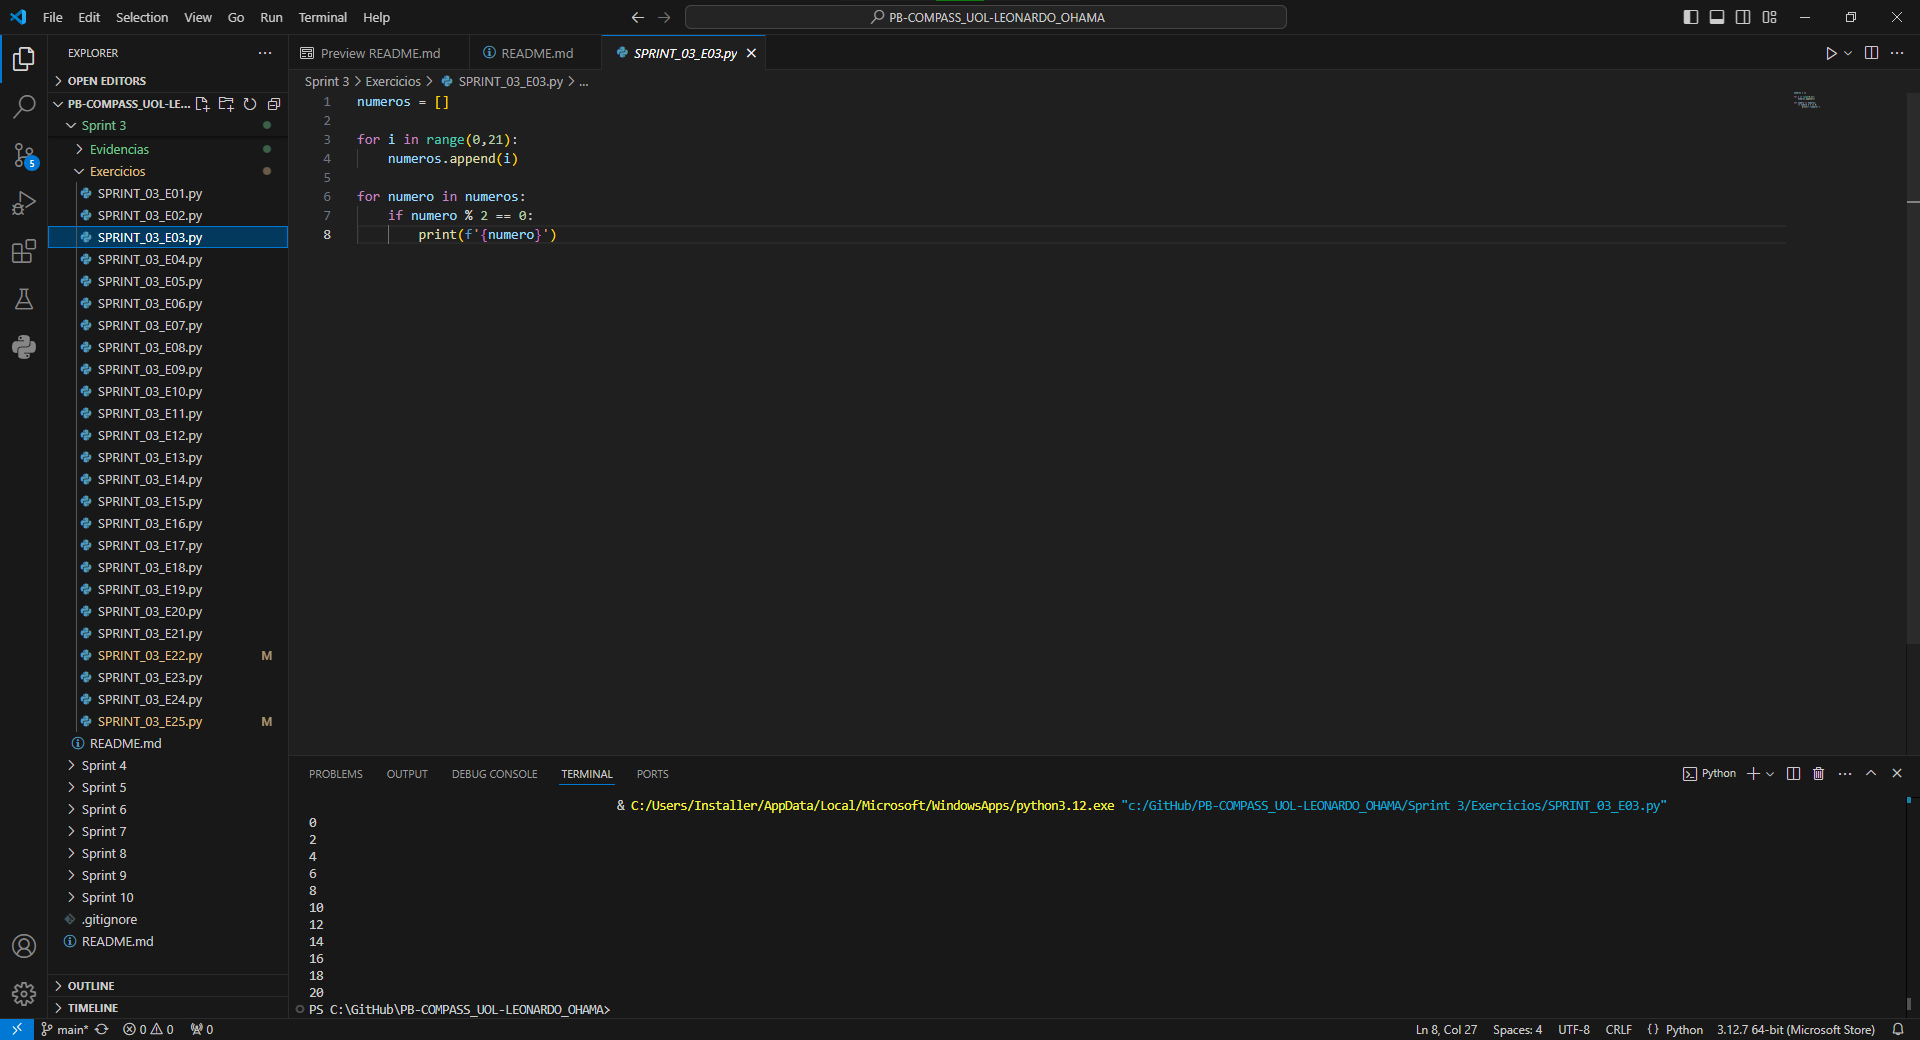 File Edit Selection View Go Run Terminal Help
PB-COMPASS_UOL-LEONARDO_OHAMA
EXPLORER
OPEN EDITORS
PB-COMPASS_UOL-LE...
Sprint 3
Evidencias
Exercicios
SPRINT_03_E01.py
SPRINT_03_E02.py
SPRINT_03_E03.py
SPRINT_03_E04.py
SPRINT_03_E05.py
SPRINT_03_E06.py
SPRINT_03_E07.py
SPRINT_03_E08.py
SPRINT_03_E09.py
SPRINT_03_E10.py
SPRINT_03_E11.py
SPRINT_03_E12.py
SPRINT_03_E13.py
SPRINT_03_E14.py
SPRINT_03_E15.py
SPRINT_03_E16.py
SPRINT_03_E17.py
SPRINT_03_E18.py
SPRINT_03_E19.py
SPRINT_03_E20.py
SPRINT_03_E21.py
SPRINT_03_E22.py M
SPRINT_03_E23.py
SPRINT_03_E24.py
SPRINT_03_E25.py M
README.md
Sprint 4
Sprint 5
Sprint 6
Sprint 7
Sprint 8
Sprint 9
Sprint 10
.gitignore
README.md
OUTLINE
TIMELINE
5
Preview README.md README.md SPRINT_03_E03.py
Sprint 3 > Exercicios > SPRINT_03_E03.py > ...
1 numeros = []
2
3 for i in range(0,21):
4 numeros.append(i)
5
6 for numero in numeros:
7 if numero % 2 == 0:
8 print(f'{numero}')
PROBLEMS OUTPUT DEBUG CONSOLE TERMINAL PORTS
Python
& C:/Users/Installer/AppData/Local/Microsoft/WindowsApps/python3.12.exe "c:/GitHub/PB-COMPASS_UOL-LEONARDO_OHAMA/Sprint 3/Exercicios/SPRINT_03_E03.py"
0
2
4
6
8
10
12
14
16
18
20
PS C:\GitHub\PB-COMPASS_UOL-LEONARDO_OHAMA>
main* 0 0 0
Ln 8, Col 27 Spaces: 4 UTF-8 CRLF {} Python 3.12.7 64-bit (Microsoft Store)